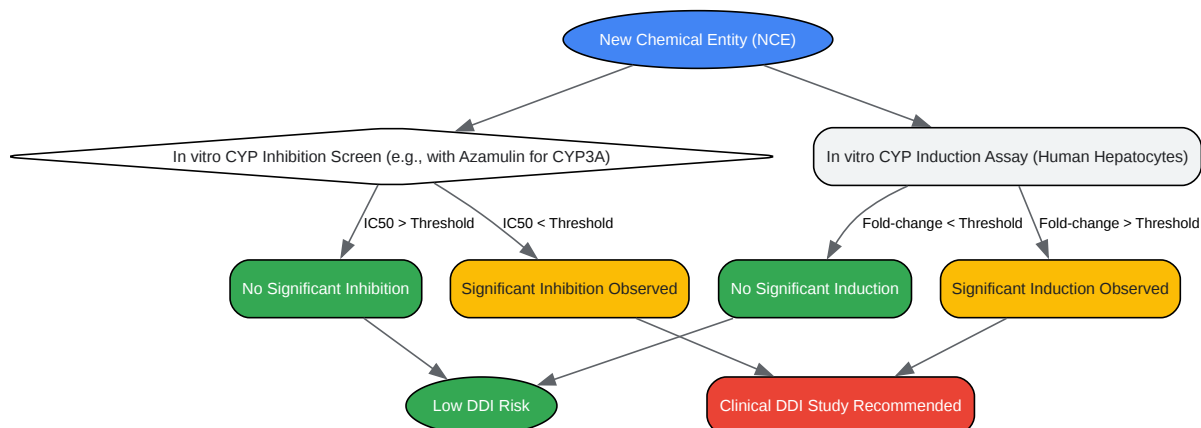 New Chemical Entity (NCE)
In vitro CYP Inhibition Screen (e.g., with Azamulin for CYP3A)
In vitro CYP Induction Assay (Human Hepatocytes)
IC50 > Threshold
IC50 < Threshold
Fold-change < Threshold
Fold-change > Threshold
No Significant Inhibition
Significant Inhibition Observed
No Significant Induction
Significant Induction Observed
Low DDI Risk
Clinical DDI Study Recommended